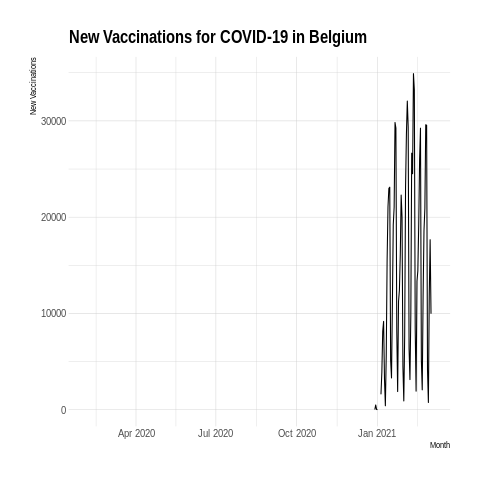 New Vaccinations for COVID-19 in Belgium
New Vaccinations
30000
20000
10000
0
Apr 2020
Jul 2020
Oct 2020
Jan 2021
Month